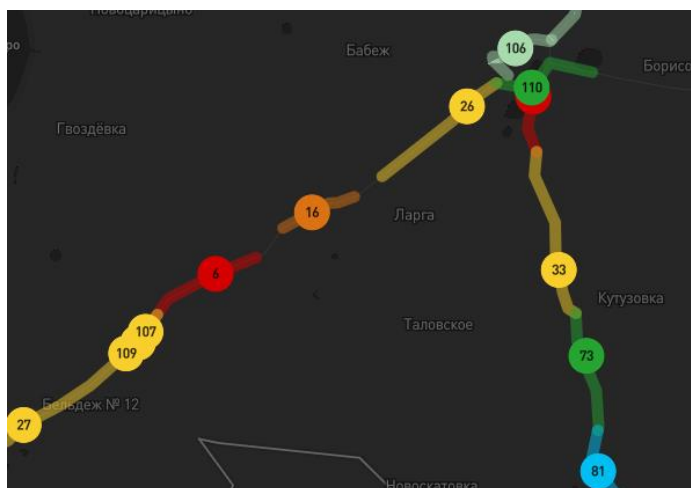 Новоцарицыно
106
Бабеж
ро
Борисо
110
26
Гвоздёвка
16
Ларга
6
33
Кутузовка
Таловское
107
109
73
Бельдеж № 12
27
81
Новоскатовка